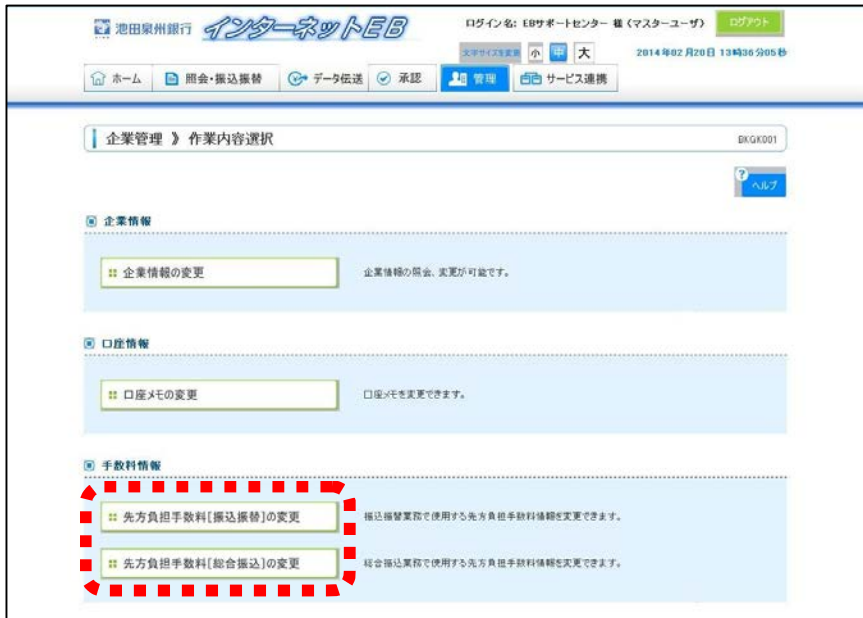 池田泉州銀行 インターネットEB
ログイン名: EBサポートセンター 様 (マスターユーザ) ログアウト
文字サイズを変更 小 中 大 2014年02月20日 13時36分05秒
ホーム 照会・振込振替 データ伝送 承認 管理 サービス連携
企業管理 》 作業内容選択 BKGK001
? ヘルプ
企業情報
企業情報の変更 企業情報の照会、変更が可能です。
口座情報
口座メモの変更 口座メモを変更できます。
手数料情報
先方負担手数料[振込振替]の変更 振込振替業務で使用する先方負担手数料情報を変更できます。
先方負担手数料[総合振込]の変更 総合振込業務で使用する先方負担手数料情報を変更できます。